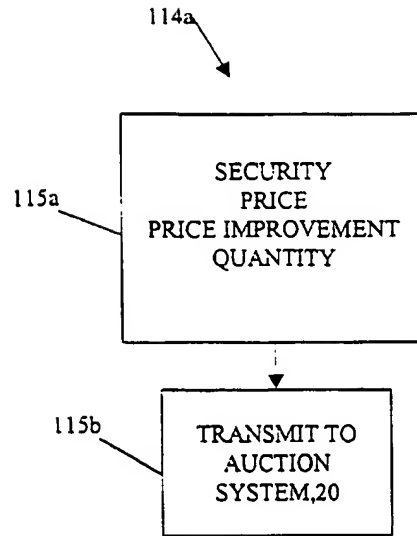 114a
115a
SECURITY
PRICE
PRICE IMPROVEMENT
QUANTITY
115b
TRANSMIT TO
AUCTION
SYSTEM,20